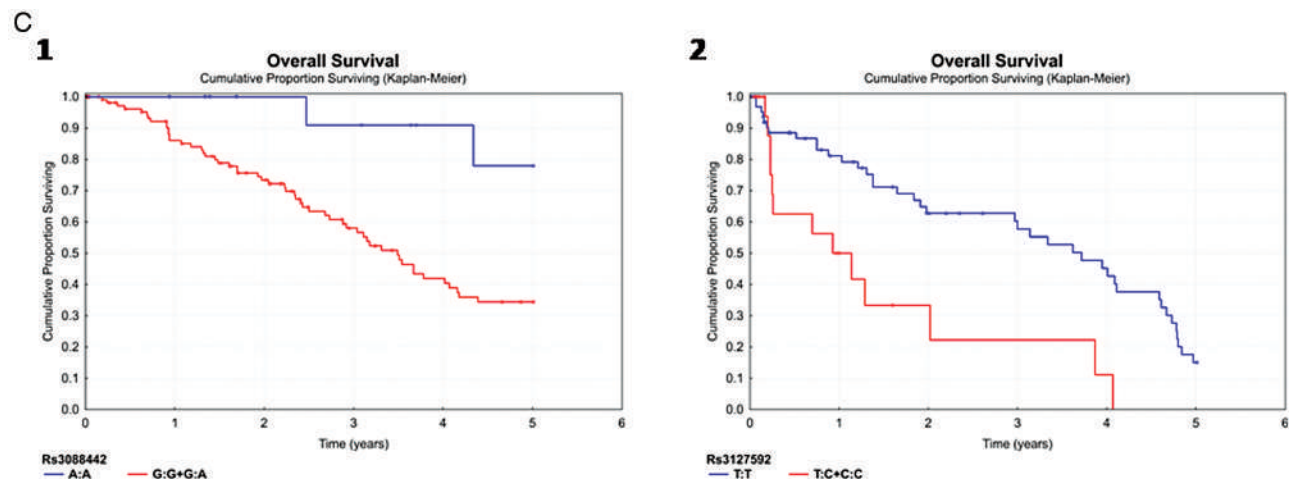 C
1
Overall Survival
Cumulative Proportion Surviving (Kaplan-Meier)
1.0
0.9
0.8
0.7
0.6
0.5
0.4
0.3
0.2
0.1
0.0
Cumulative Proportion Surviving
0 1 2 3 4 5 6
Time (years)
Rs3088442
A:A G:G+G:A
2
Overall Survival
Cumulative Proportion Surviving (Kaplan-Meier)
1.0
0.9
0.8
0.7
0.6
0.5
0.4
0.3
0.2
0.1
0.0
Cumulative Proportion Surviving
0 1 2 3 4 5 6
Time (years)
Rs3127592
T:T T:C+C:C